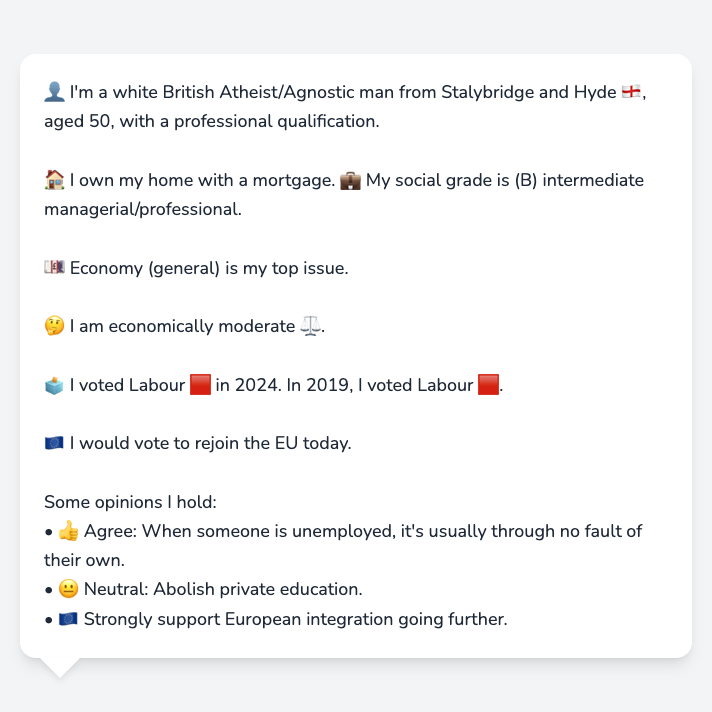 👤 I'm a white British Atheist/Agnostic man from Stalybridge and Hyde 🏴󠁧󠁢󠁥󠁮󠁧󠁿,
aged 50, with a professional qualification.
🏠 I own my home with a mortgage. 💼 My social grade is (B) intermediate
managerial/professional.
💷 Economy (general) is my top issue.
🤔 I am economically moderate ⚖️.
🗳️ I voted Labour 🟥 in 2024. In 2019, I voted Labour 🟥.
🇪🇺 I would vote to rejoin the EU today.
Some opinions I hold:
• 👍 Agree: When someone is unemployed, it's usually through no fault of
their own.
• 😐 Neutral: Abolish private education.
• 🇪🇺 Strongly support European integration going further.